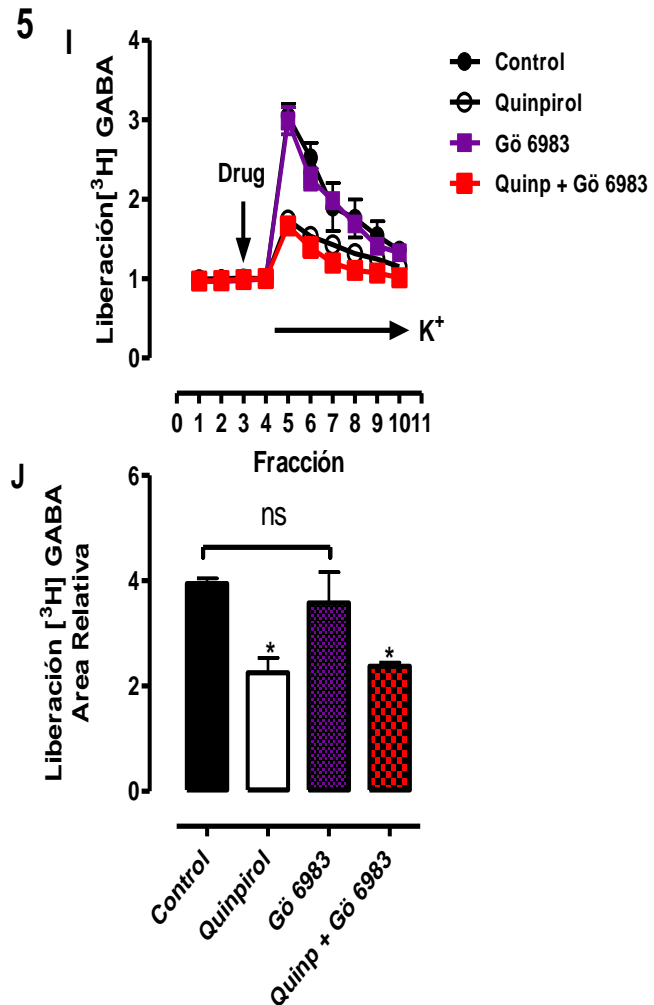 5
I
Liberación[³H] GABA
4
3
2
1
0
Drug
K⁺
Control
Quinpirol
Gö 6983
Quinp + Gö 6983
0 1 2 3 4 5 6 7 8 9 10 11
Fracción
J
Liberación [³H] GABA
Area Relativa
6
4
2
0
ns
*
*
Control
Quinpirol
Gö 6983
Quinp + Gö 6983